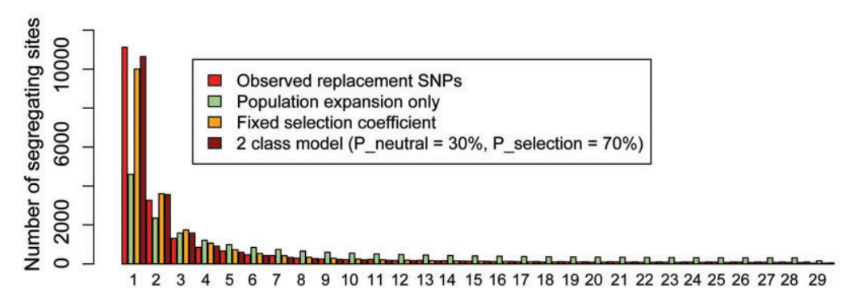 Number of segregating sites
10000
6000
2000
0
Observed replacement SNPs
Population expansion only
Fixed selection coefficient
2 class model (P_neutral = 30%, P_selection = 70%)
1 2 3 4 5 6 7 8 9 10 11 12 13 14 15 16 17 18 19 20 21 22 23 24 25 26 27 28 29